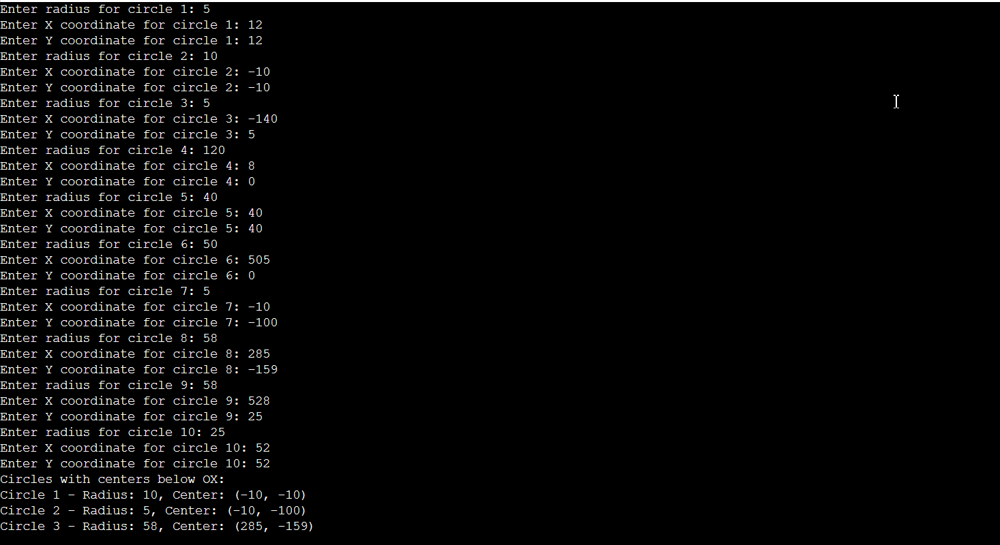 Enter radius for circle 1: 5
Enter X coordinate for circle 1: 12
Enter Y coordinate for circle 1: 12
Enter radius for circle 2: 10
Enter X coordinate for circle 2: -10
Enter Y coordinate for circle 2: -10
Enter radius for circle 3: 5
Enter X coordinate for circle 3: -140
Enter Y coordinate for circle 3: 5
Enter radius for circle 4: 120
Enter X coordinate for circle 4: 8
Enter Y coordinate for circle 4: 0
Enter radius for circle 5: 40
Enter X coordinate for circle 5: 40
Enter Y coordinate for circle 5: 40
Enter radius for circle 6: 50
Enter X coordinate for circle 6: 505
Enter Y coordinate for circle 6: 0
Enter radius for circle 7: 5
Enter X coordinate for circle 7: -10
Enter Y coordinate for circle 7: -100
Enter radius for circle 8: 58
Enter X coordinate for circle 8: 285
Enter Y coordinate for circle 8: -159
Enter radius for circle 9: 58
Enter X coordinate for circle 9: 528
Enter Y coordinate for circle 9: 25
Enter radius for circle 10: 25
Enter X coordinate for circle 10: 52
Enter Y coordinate for circle 10: 52
Circles with centers below OX:
Circle 1 - Radius: 10, Center: (-10, -10)
Circle 2 - Radius: 5, Center: (-10, -100)
Circle 3 - Radius: 58, Center: (285, -159)